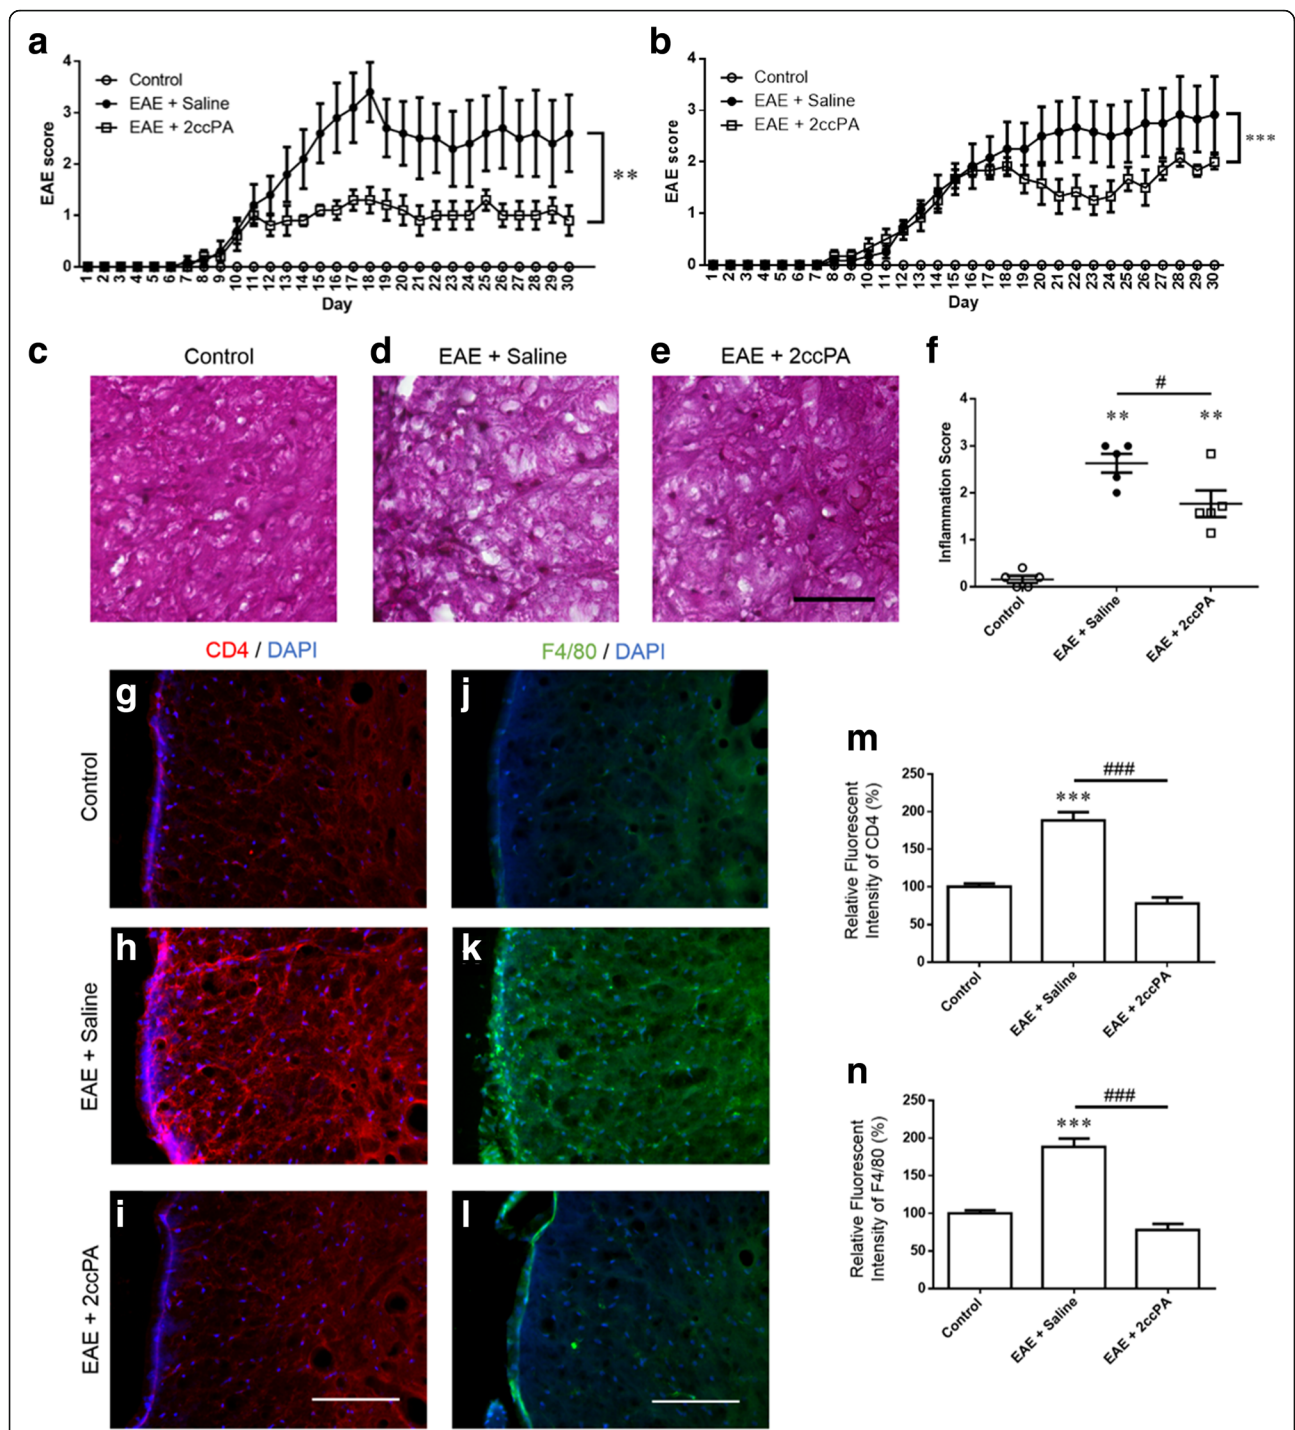 a
4
3
2
1
0
EAE score
Control
EAE + Saline
EAE + 2ccPA
**
1 2 3 4 5 6 7 8 9 10 11 12 13 14 15 16 17 18 19 20 21 22 23 24 25 26 27 28 29 30
Day
b
4
3
2
1
0
EAE score
Control
EAE + Saline
EAE + 2ccPA
***
1 2 3 4 5 6 7 8 9 10 11 12 13 14 15 16 17 18 19 20 21 22 23 24 25 26 27 28 29 30
Day
c
Control
d
EAE + Saline
e
EAE + 2ccPA
f
#
** **
4
3
2
1
0
Inflammation Score
Control
EAE + Saline
EAE + 2ccPA
CD4 / DAPI
F4/80 / DAPI
g
j
Control
h
k
EAE + Saline
i
l
EAE + 2ccPA
m
###
***
250
200
150
100
50
0
Relative Fluorescent
Intensity of CD4 (%)
Control
EAE + Saline
EAE + 2ccPA
n
###
***
250
200
150
100
50
0
Relative Fluorescent
Intensity of F4/80 (%)
Control
EAE + Saline
EAE + 2ccPA